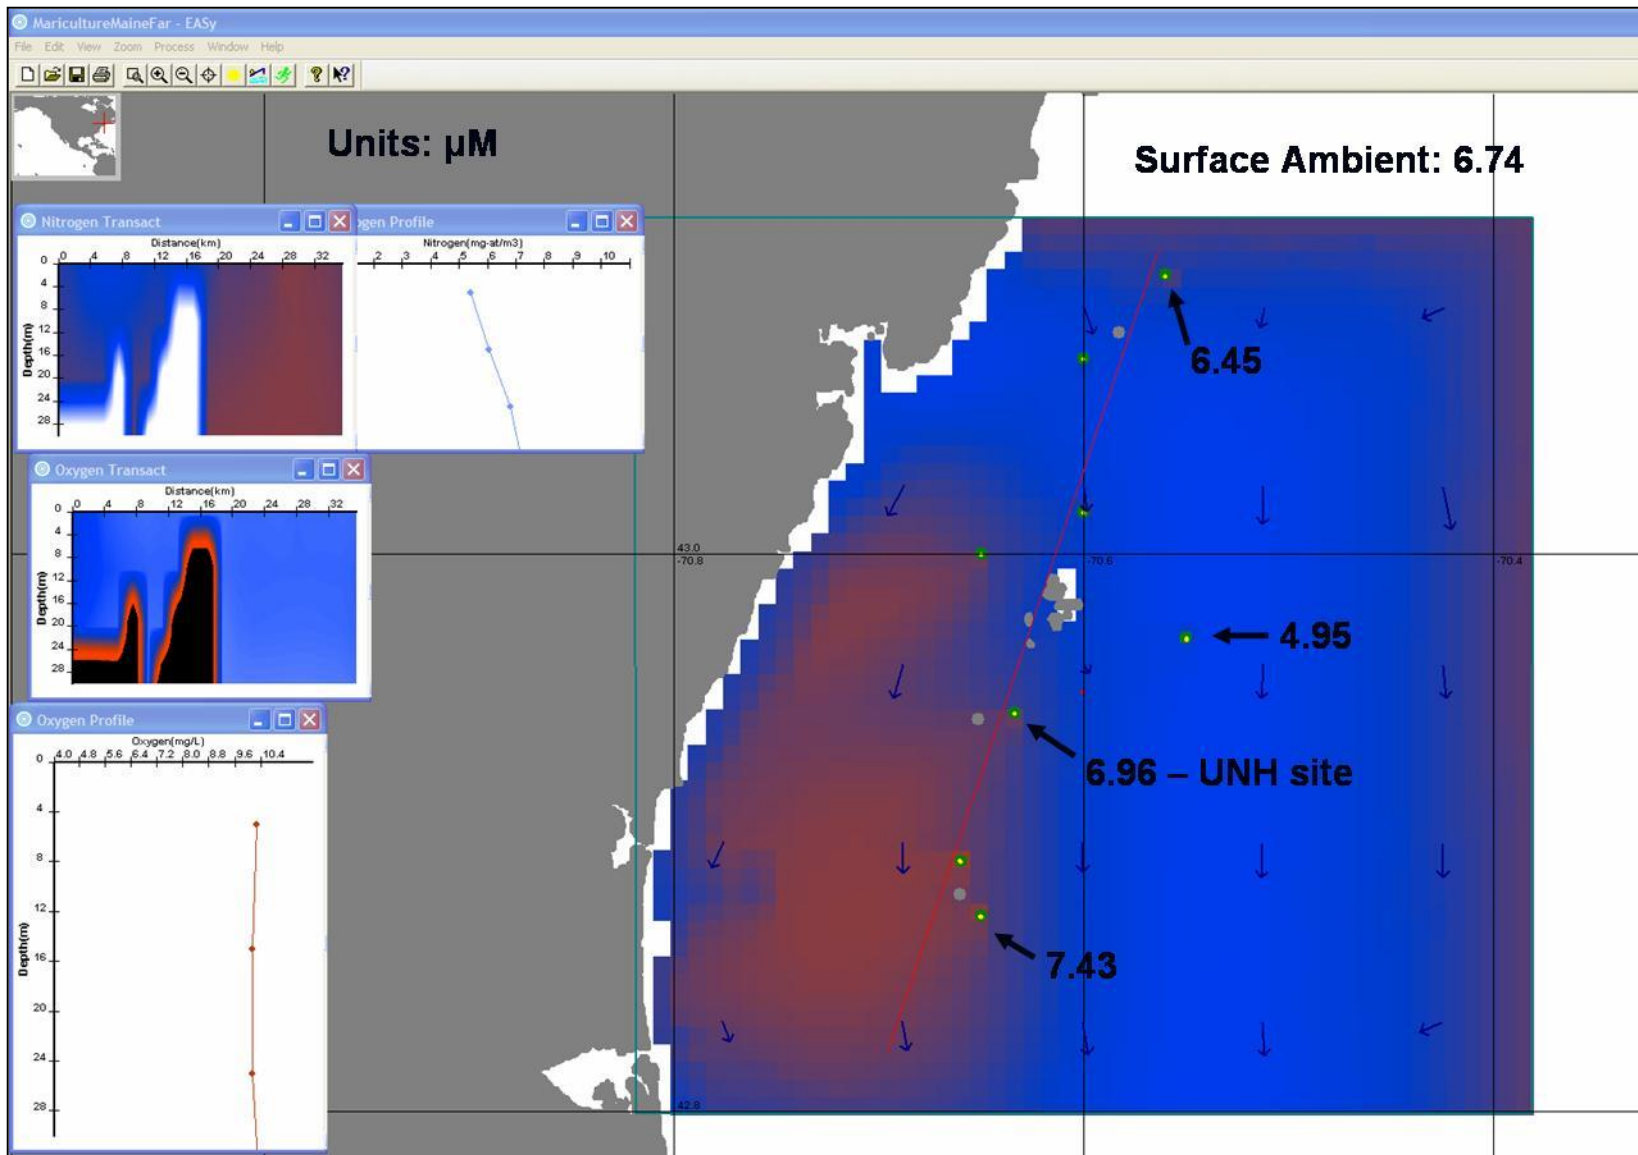 MaricultureMaineFar - EASy
File Edit View Zoom Process Window Help
Units: µM
Surface Ambient: 6.74
Nitrogen Transact
Distance(km)
0 4 8 12 16 20 24 28 32
Depth(m)
0
4
8
12
16
20
24
28
ogen Profile
Nitrogen(mg-at/m3)
2 3 4 5 6 7 8 9 10
6.45
Oxygen Transact
Distance(km)
0 4 8 12 16 20 24 28 32
Depth(m)
0
4
8
12
16
20
24
28
43.0
-70.8
-70.6
-70.4
4.95
Oxygen Profile
Oxygen(mg/L)
4.0 4.8 5.6 6.4 7.2 8.0 8.8 9.6 10.4
Depth(m)
0
4
8
12
16
20
24
28
6.96 – UNH site
7.43
42.8